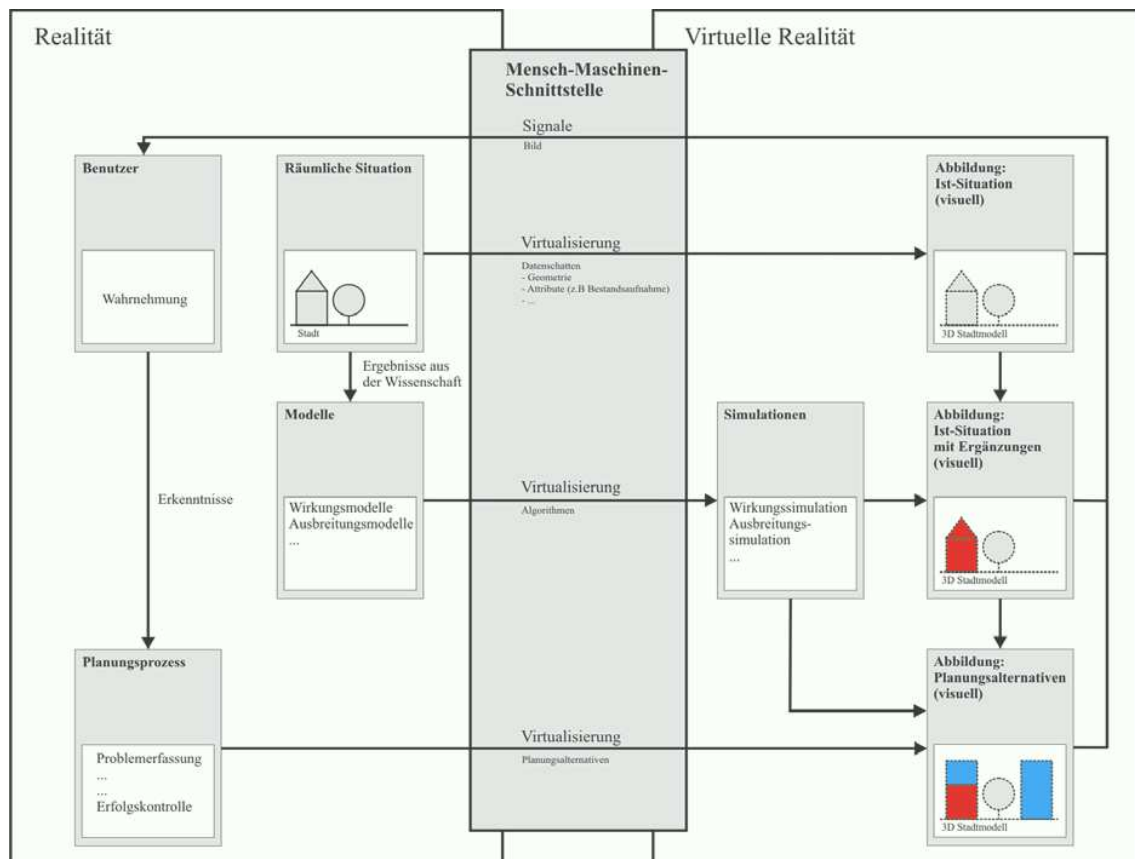 Realität
Virtuelle Realität
Mensch-Maschinen-
Schnittstelle
Signale
Bild
Benutzer
Wahrnehmung
Räumliche Situation
Stadt
Virtualisierung
Datenschatten
- Geometrie
- Attribute (z.B Bestandsaufnahme)
- ...
Abbildung:
Ist-Situation
(visuell)
3D Stadtmodell
Ergebnisse aus
der Wissenschaft
Modelle
Wirkungsmodelle
Ausbreitungsmodelle
...
Erkenntnisse
Virtualisierung
Algorithmen
Simulationen
Wirkungssimulation
Ausbreitungs-
simulation
...
Abbildung:
Ist-Situation
mit Ergänzungen
(visuell)
3D Stadtmodell
Planungsprozess
Problemerfassung
...
...
Erfolgskontrolle
Virtualisierung
Planungsalternativen
Abbildung:
Planungsalternativen
(visuell)
3D Stadtmodell